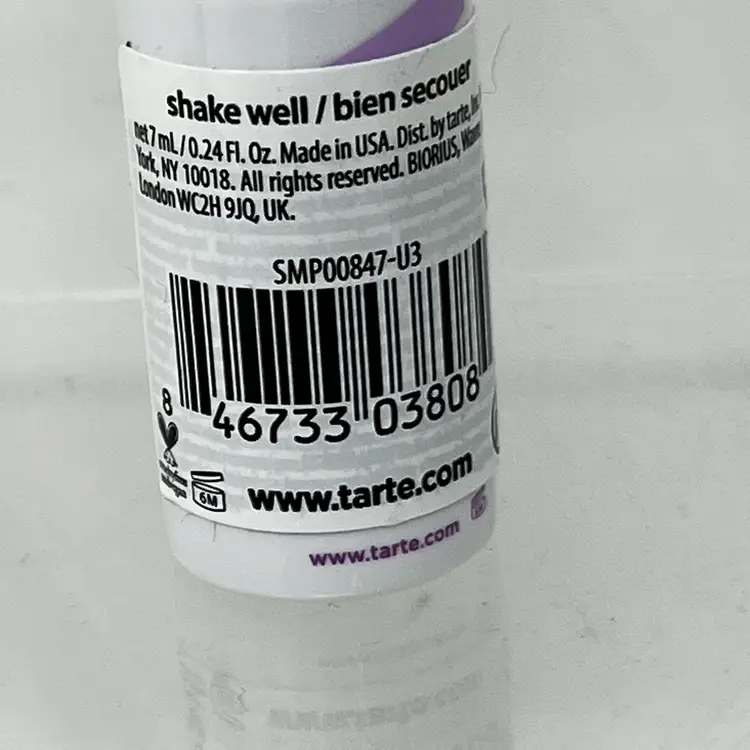 shake well / bien secouer
net 7 mL / 0.24 Fl. Oz. Made in USA. Dist. by tarte, Inc.
York, NY 10018. All rights reserved. BIORIUS,
London WC2H 9JQ, UK.
SMP00847-U3
8 46733 03808
6M
www.tarte.com
www.tarte.com